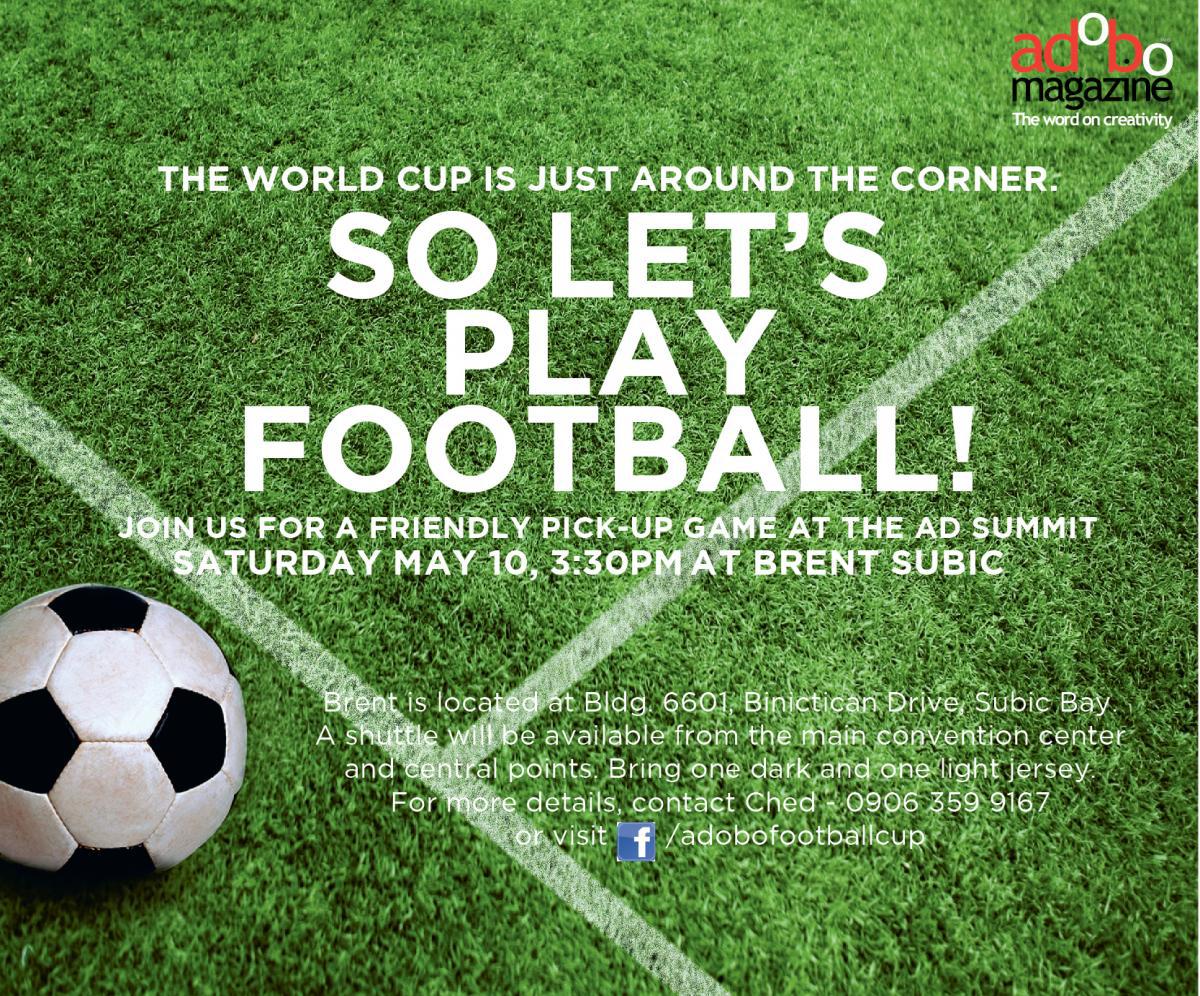 adobo
magazine
The word on creativity
THE WORLD CUP IS JUST AROUND THE CORNER.
SO LET'S
PLAY
FOOTBALL!
JOIN US FOR A FRIENDLY PICK-UP GAME AT THE AD SUMMIT
SATURDAY MAY 10, 3:30PM AT BRENT SUBIC
Brent is located at Bldg. 6601, Binictican Drive, Subic Bay.
A shuttle will be available from the main convention center
and central points. Bring one dark and one light jersey.
For more details, contact Ched - 0906 359 9167
or visit f /adobofootballcup